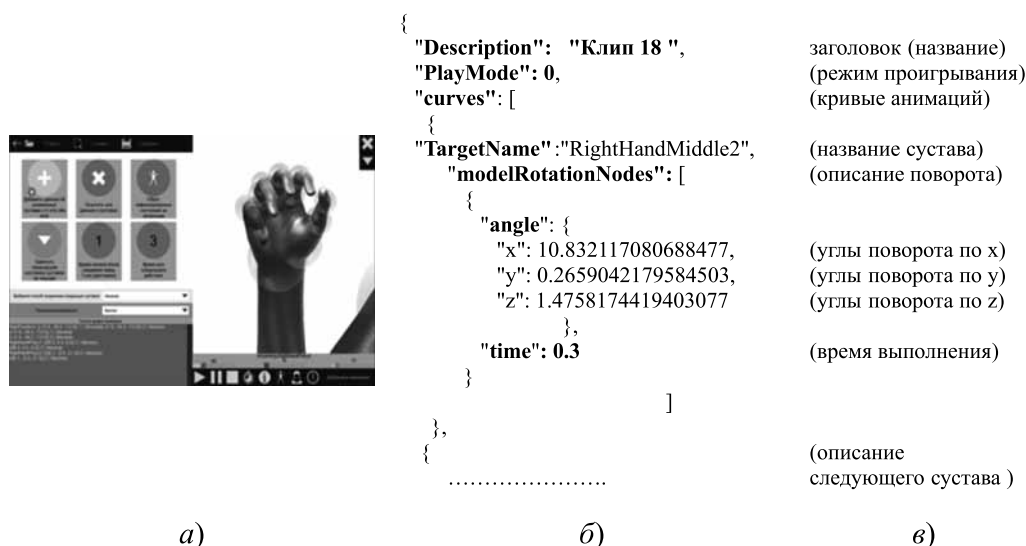 {
"Description": "Клип 18 ", заголовок (название)
"PlayMode": 0, (режим проигрывания)
"curves": [ (кривые анимаций)
{
"TargetName":"RightHandMiddle2", (название сустава)
"modelRotationNodes": [ (описание поворота)
{
"angle": {
"x": 10.832117080688477, (углы поворота по x)
"y": 0.2659042179584503, (углы поворота по y)
"z": 1.4758174419403077 (углы поворота по z)
},
"time": 0.3 (время выполнения)
}
]
},
{ (описание
…………………. следующего сустава )
1 3
а) б) в)